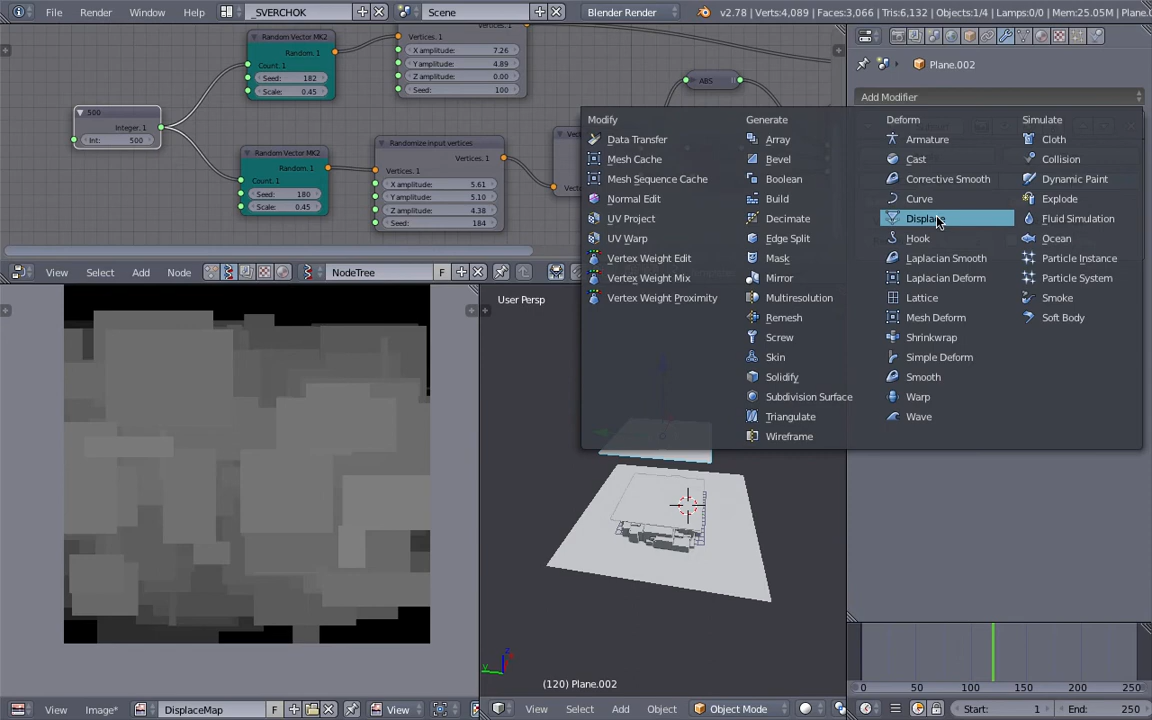 File Render Window Help _SVERCHOK Scene Blender Render v2.78 | Verts:4,089 | Faces:3,066 | Tris:6,132 | Objects:1/4 | Lamps:0/0 | Mem:25.05M | Plane.0
Random Vector MK2
Random. 1
Count. 1
Seed: 182
Scale: 0.45
Vertices. 1
X amplitude: 7.26
Y amplitude: 4.89
Z amplitude: 0.00
Seed: 100
ABS
500
Integer. 1
Int: 500
Random Vector MK2
Random. 1
Count. 1
Seed: 180
Scale: 0.45
Randomize input vertices
Vertices. 1
Vertices. 1
X amplitude: 5.61
Y amplitude: 5.10
Z amplitude: 4.38
Seed: 184
View Select Add Node NodeTree F
Plane.002
Add Modifier
Modify
Data Transfer
Mesh Cache
Mesh Sequence Cache
Normal Edit
UV Project
UV Warp
Vertex Weight Edit
Vertex Weight Mix
Vertex Weight Proximity
Generate
Array
Bevel
Boolean
Build
Decimate
Edge Split
Mask
Mirror
Multiresolution
Remesh
Screw
Skin
Solidify
Subdivision Surface
Triangulate
Wireframe
Deform
Armature
Cast
Corrective Smooth
Curve
Displace
Hook
Laplacian Smooth
Laplacian Deform
Lattice
Mesh Deform
Shrinkwrap
Simple Deform
Smooth
Warp
Wave
Simulate
Cloth
Collision
Dynamic Paint
Explode
Fluid Simulation
Ocean
Particle Instance
Particle System
Smoke
Soft Body
User Persp
z
y
(120) Plane.002
View Image* DisplaceMap F View
View Select Add Object Object Mode
0 50 100 150 200 250
Start: 1 End: 250